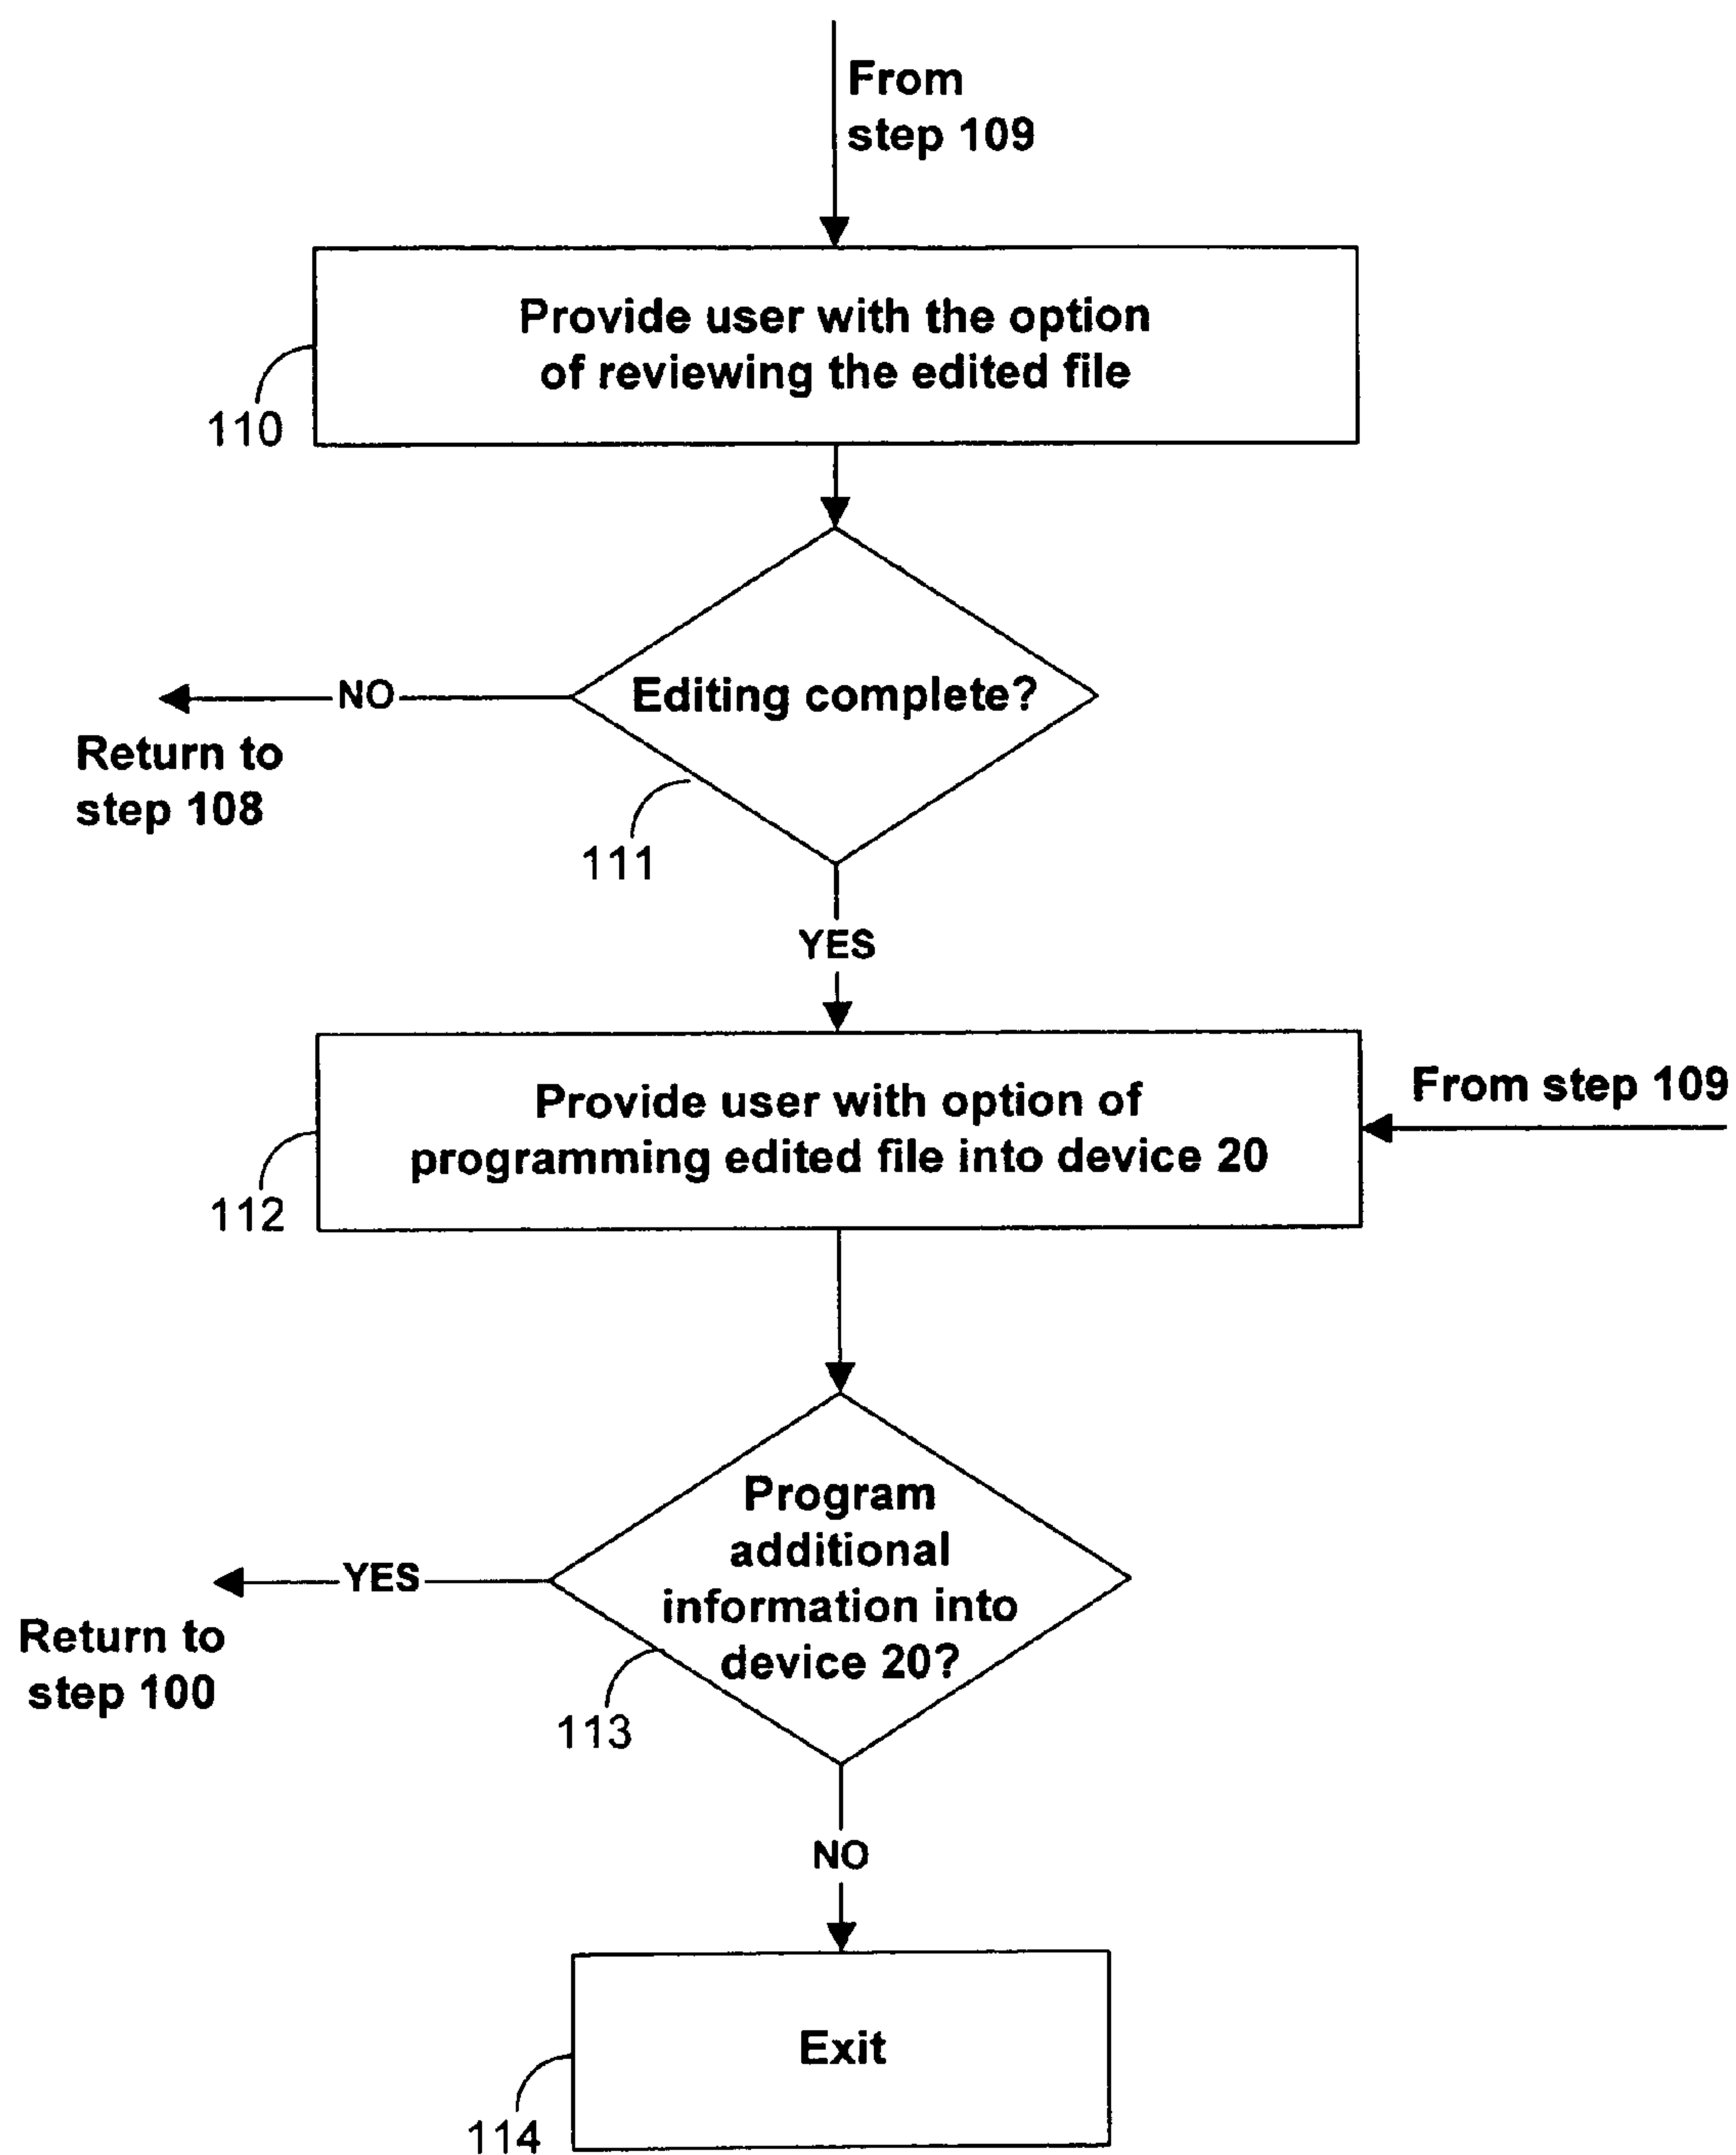 From
step 109
Provide user with the option
of reviewing the edited file
110
Editing complete?
NO
Return to
step 108
111
YES
Provide user with option of
programming edited file into device 20
From step 109
112
Program
additional
information into
device 20?
YES
Return to
step 100
113
NO
Exit
114